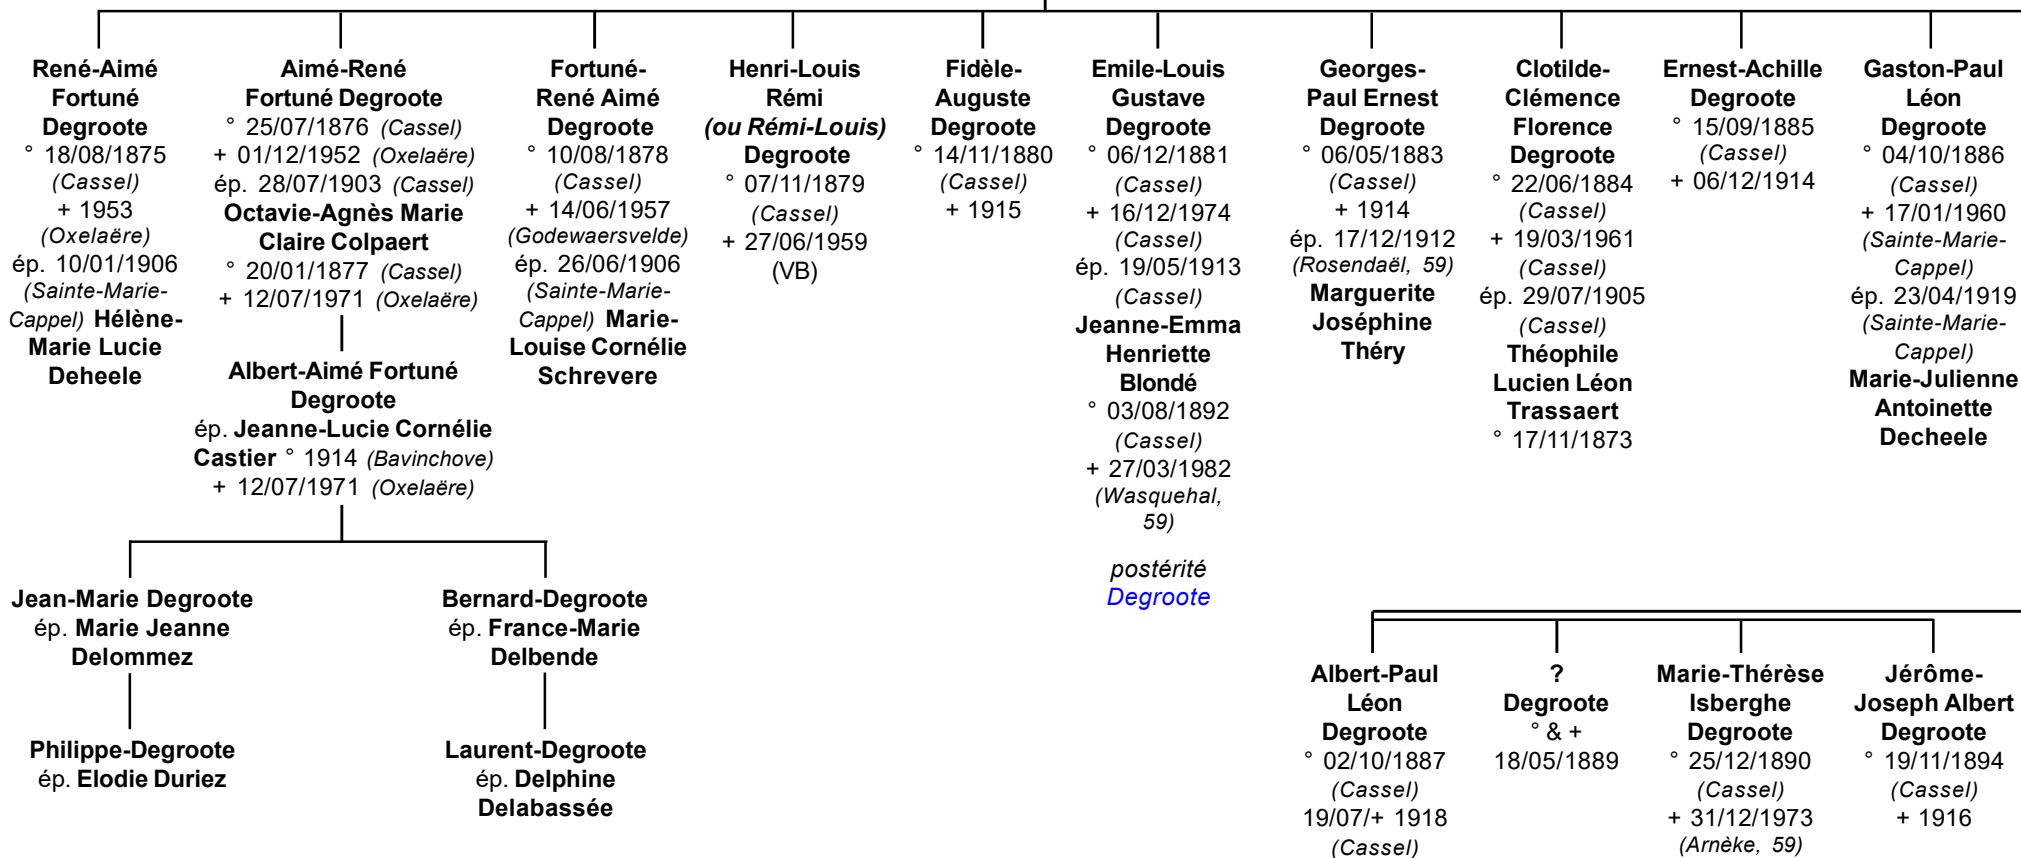 René-Aimé
Fortuné
Degroote
° 18/08/1875
(Cassel)
+ 1953
(Oxelaëre)
ép. 10/01/1906
(Sainte-Marie-
Cappel) Hélène-
Marie Lucie
Deheele
Aimé-René
Fortuné Degroote
° 25/07/1876 (Cassel)
+ 01/12/1952 (Oxelaëre)
ép. 28/07/1903 (Cassel)
Octavie-Agnès Marie
Claire Colpaert
° 20/01/1877 (Cassel)
+ 12/07/1971 (Oxelaëre)
Albert-Aimé Fortuné
Degroote
ép. Jeanne-Lucie Cornélie
Castier ° 1914 (Bavinchove)
+ 12/07/1971 (Oxelaëre)
Jean-Marie Degroote
ép. Marie Jeanne
Delommez
Philippe-Degroote
ép. Elodie Duriez
Bernard-Degroote
ép. France-Marie
Delbende
Laurent-Degroote
ép. Delphine
Delabassée
Fortuné-
René Aimé
Degroote
° 10/08/1878
(Cassel)
+ 14/06/1957
(Godewaersvelde)
ép. 26/06/1906
(Sainte-Marie-
Cappel) Marie-
Louise Cornélie
Schrevere
Henri-Louis
Rémi
(ou Rémi-Louis)
Degroote
° 07/11/1879
(Cassel)
+ 27/06/1959
(VB)
Fidèle-
Auguste
Degroote
° 14/11/1880
(Cassel)
+ 1915
Emile-Louis
Gustave
Degroote
° 06/12/1881
(Cassel)
+ 16/12/1974
(Cassel)
ép. 19/05/1913
(Cassel)
Jeanne-Emma
Henriette
Blondé
° 03/08/1892
(Cassel)
+ 27/03/1982
(Wasquehal,
59)
postérité
Degroote
Georges-
Paul Ernest
Degroote
° 06/05/1883
(Cassel)
+ 1914
ép. 17/12/1912
(Rosendaël, 59)
Marguerite
Joséphine
Théry
Clotilde-
Clémence
Florence
Degroote
° 22/06/1884
(Cassel)
+ 19/03/1961
(Cassel)
ép. 29/07/1905
(Cassel)
Théophile
Lucien Léon
Trassaert
° 17/11/1873
Ernest-Achille
Degroote
° 15/09/1885
(Cassel)
+ 06/12/1914
Gaston-Paul
Léon
Degroote
° 04/10/1886
(Cassel)
+ 17/01/1960
(Sainte-Marie-
Cappel)
ép. 23/04/1919
(Sainte-Marie-
Cappel)
Marie-Julienne
Antoinette
Decheele
Albert-Paul
Léon
Degroote
° 02/10/1887
(Cassel)
19/07/+ 1918
(Cassel)
?
Degroote
° & +
18/05/1889
Marie-Thérèse
Isberghe
Degroote
° 25/12/1890
(Cassel)
+ 31/12/1973
(Arnèke, 59)
Jérôme-
Joseph Albert
Degroote
° 19/11/1894
(Cassel)
+ 1916